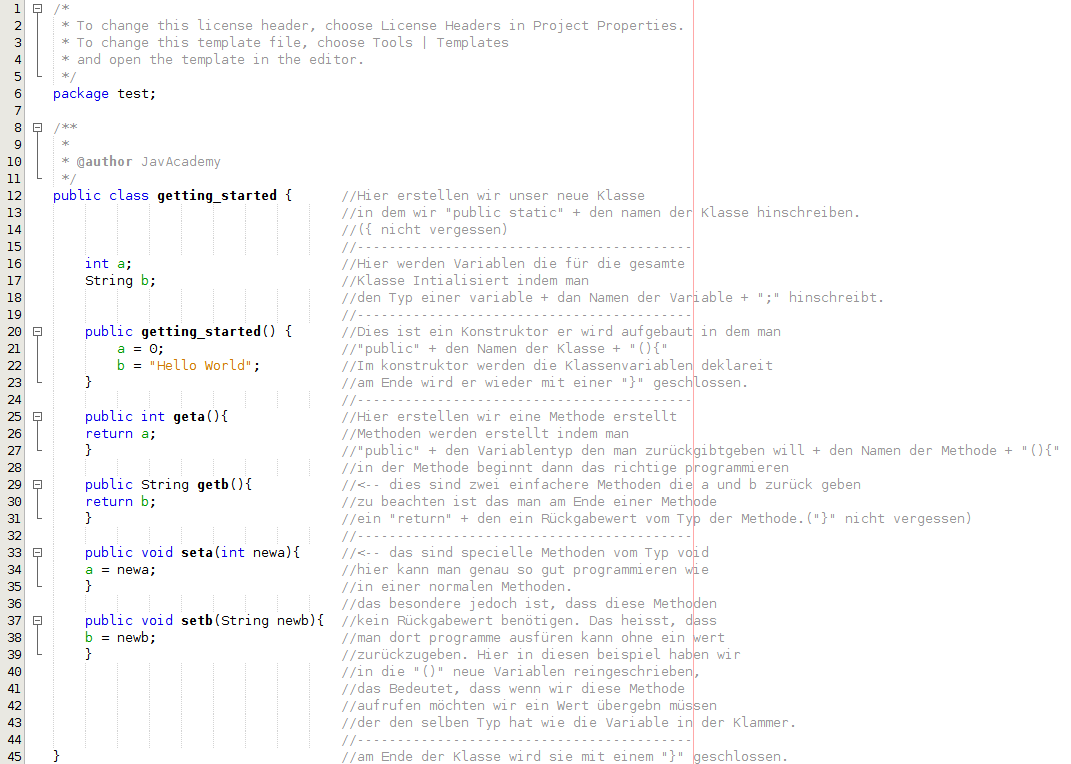 1 /*
2  * To change this license header, choose License Headers in Project Properties.
3  * To change this template file, choose Tools | Templates
4  * and open the template in the editor.
5  */
6 package test;
7
8 /**
9  *
10  * @author JavAcademy
11  */
12 public class getting_started { //Hier erstellen wir unser neue Klasse
13 //in dem wir "public static" + den namen der Klasse hinschreiben.
14 //({ nicht vergessen)
15 //------------------------------------------
16 int a; //Hier werden Variablen die für die gesamte
17 String b; //Klasse Intialisiert indem man
18 //den Typ einer variable + dan Namen der Variable + ";" hinschreibt.
19 //------------------------------------------
20 public getting_started() { //Dies ist ein Konstruktor er wird aufgebaut in dem man
21 a = 0; //"public" + den Namen der Klasse + "(){"
22 b = "Hello World"; //Im konstruktor werden die Klassenvariablen deklareit
23 } //am Ende wird er wieder mit einer "}" geschlossen.
24 //------------------------------------------
25 public int geta(){ //Hier erstellen wir eine Methode erstellt
26 return a; //Methoden werden erstellt indem man
27 } //"public" + den Variablentyp den man zurückgibtgeben will + den Namen der Methode + "(){"
28 //in der Methode beginnt dann das richtige programmieren
29 public String getb(){ //<-- dies sind zwei einfachere Methoden die a und b zurück geben
30 return b; //zu beachten ist das man am Ende einer Methode
31 } //ein "return" + den ein Rückgabewert vom Typ der Methode.("}" nicht vergessen)
32 //------------------------------------------
33 public void seta(int newa){ //<-- das sind specielle Methoden vom Typ void
34 a = newa; //hier kann man genau so gut programmieren wie
35 } //in einer normalen Methoden.
36 //das besondere jedoch ist, dass diese Methoden
37 public void setb(String newb){ //kein Rückgabewert benötigen. Das heisst, dass
38 b = newb; //man dort programme ausfüren kann ohne ein wert
39 } //zurückzugeben. Hier in diesen beispiel haben wir
40 //in die "()" neue Variablen reingeschrieben,
41 //das Bedeutet, dass wenn wir diese Methode
42 //aufrufen möchten wir ein Wert übergebn müssen
43 //der den selben Typ hat wie die Variable in der Klammer.
44 //------------------------------------------
45 } //am Ende der Klasse wird sie mit einem "}" geschlossen.